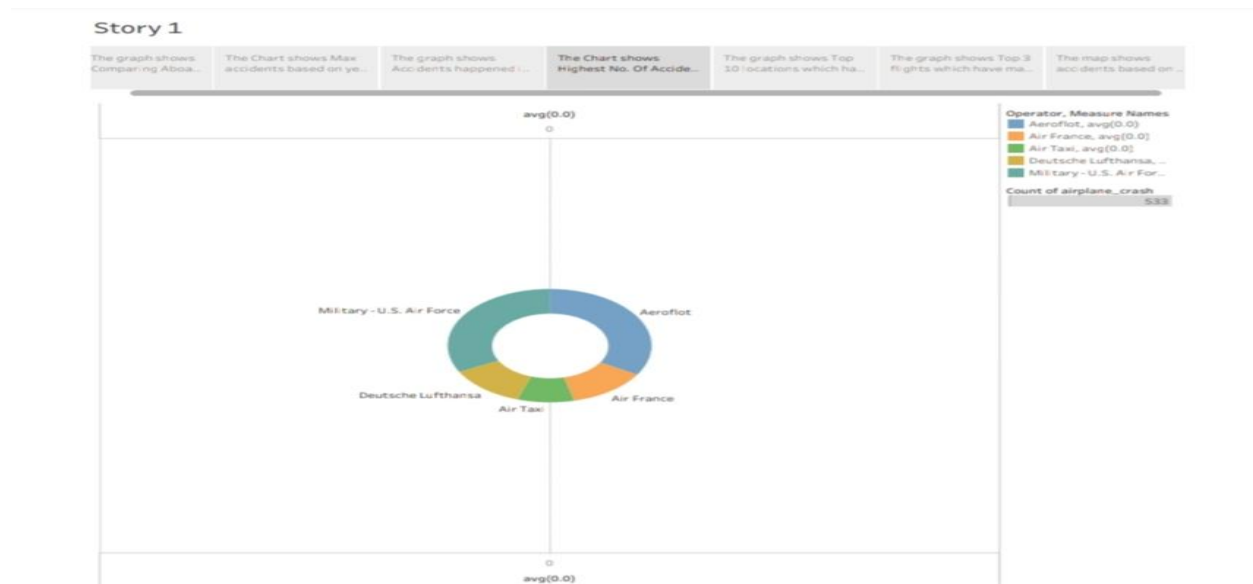 Story 1
The graph shows
Comparing Aboa...
The Chart shows Max
accidents based on ye...
The graph shows
Accidents happened i...
The Chart shows
Highest No. Of Accide...
The graph shows Top
10 locations which ha...
The graph shows Top 3
flights which have ma...
The map shows
accidents based on ...
avg(0.0)
0
Operator, Measure Names
Aeroflot, avg(0.0)
Air France, avg(0.0)
Air Taxi, avg(0.0)
Deutsche Lufthansa, ...
Military - U.S. Air For...
Count of airplane_crash
533
Military - U.S. Air Force
Aeroflot
Deutsche Lufthansa
Air Taxi
Air France
0
avg(0.0)